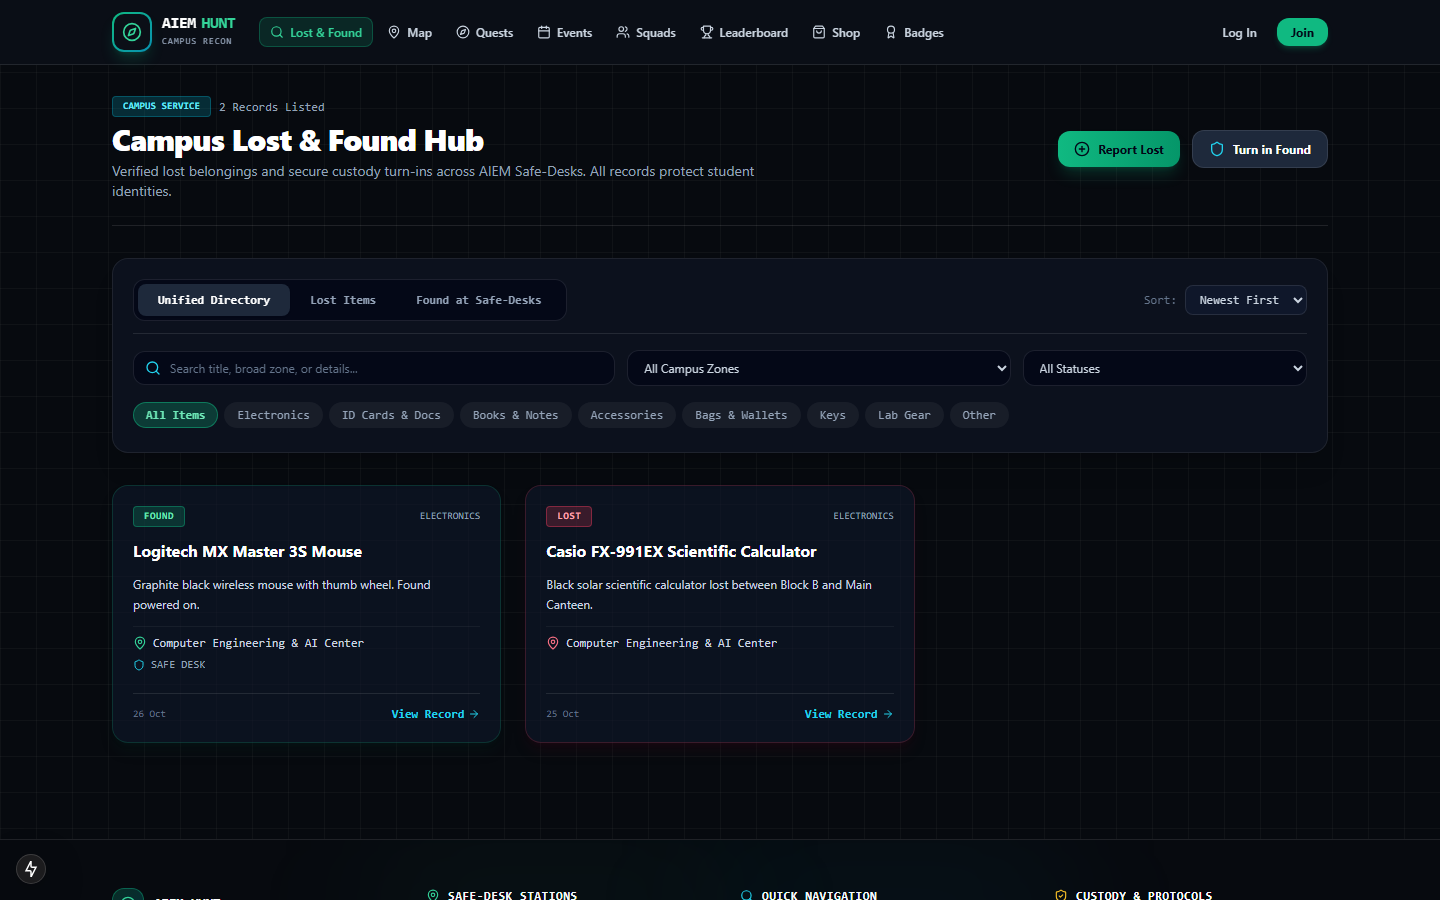 AIEM HUNT
CAMPUS RECON
Lost & Found
Map
Quests
Events
Squads
Leaderboard
Shop
Badges
Log In
Join
CAMPUS SERVICE
2 Records Listed
Campus Lost & Found Hub
Verified lost belongings and secure custody turn-ins across AIEM Safe-Desks. All records protect student
identities.
Report Lost
Turn in Found
Unified Directory
Lost Items
Found at Safe-Desks
Sort:
Newest First
Search title, broad zone, or details...
All Campus Zones
All Statuses
All Items
Electronics
ID Cards & Docs
Books & Notes
Accessories
Bags & Wallets
Keys
Lab Gear
Other
FOUND
ELECTRONICS
Logitech MX Master 3S Mouse
Graphite black wireless mouse with thumb wheel. Found
powered on.
Computer Engineering & AI Center
SAFE DESK
26 Oct
View Record
LOST
ELECTRONICS
Casio FX-991EX Scientific Calculator
Black solar scientific calculator lost between Block B and Main
Canteen.
Computer Engineering & AI Center
25 Oct
View Record
AIEM HUNT
SAFE-DESK STATIONS
QUICK NAVIGATION
CUSTODY & PROTOCOLS